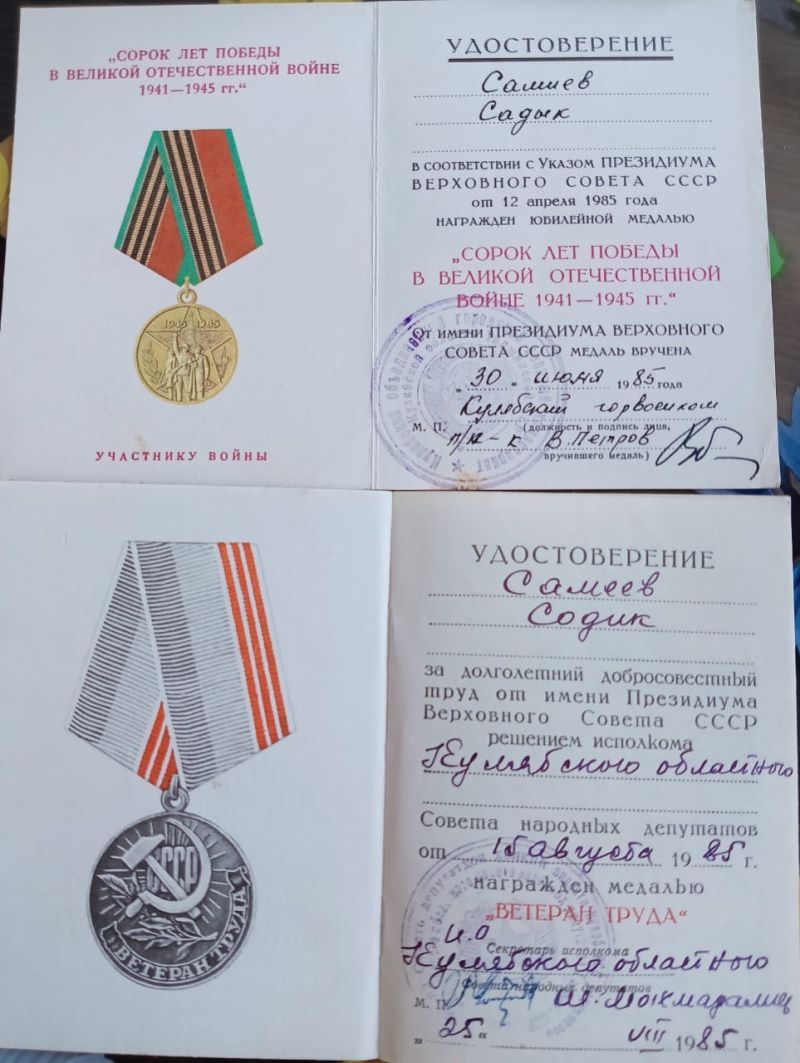 „СОРОК ЛЕТ ПОБЕДЫ
В ВЕЛИКОЙ ОТЕЧЕСТВЕННОЙ ВОЙНЕ
1941—1945 гг.“
1945 1985
УЧАСТНИКУ ВОЙНЫ
УДОСТОВЕРЕНИЕ
Самиев
Садык
В СООТВЕТСТВИИ С УКАЗОМ ПРЕЗИДИУМА
ВЕРХОВНОГО СОВЕТА СССР
от 12 апреля 1985 года
НАГРАЖДЕН ЮБИЛЕЙНОЙ МЕДАЛЬЮ
„СОРОК ЛЕТ ПОБЕДЫ
В ВЕЛИКОЙ ОТЕЧЕСТВЕННОЙ
ВОЙНЕ 1941—1945 гг.“
ОТ ИМЕНИ ПРЕЗИДИУМА ВЕРХОВНОГО
СОВЕТА СССР МЕДАЛЬ ВРУЧЕНА
„30“ июня 1985 года
Кулябский горвоенком
М. П. (должность и подпись лица,
п/п-к В. Петров
вручившего медаль)
СССР
ВЕТЕРАН ТРУДА
УДОСТОВЕРЕНИЕ
Самеев
Содик
за долголетний добросовестный
труд от имени Президиума
Верховного Совета СССР
решением исполкома
Кулябского областного
Совета народных депутатов
от 15 августа 1985 г.
награжден медалью
„ВЕТЕРАН ТРУДА“
И.О
Секретарь исполкома
Кулябского областного
Совета народных депутатов
М. П. Ш.
„25“ VIII 1985 г.